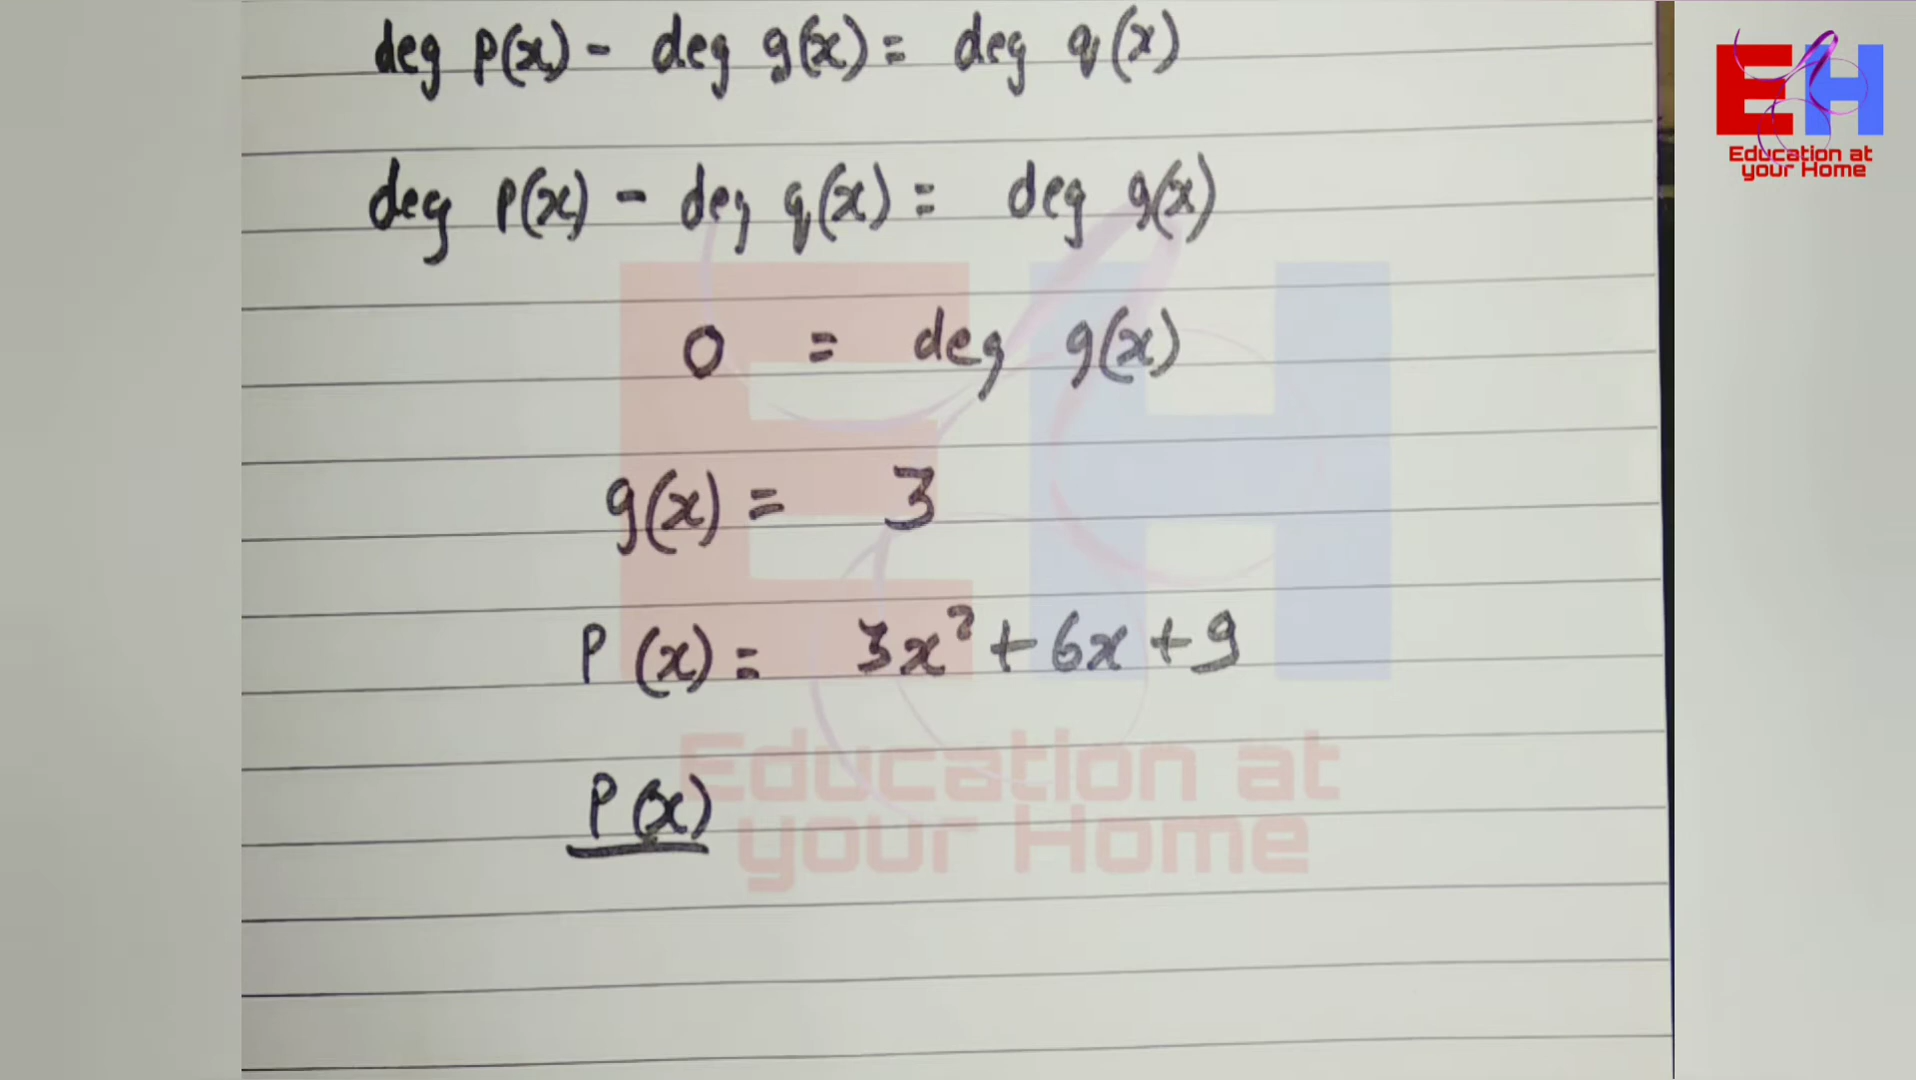 deg p(x) - deg g(x) = deg q(x)
EH
Education at
your Home
deg p(x) - deg q(x) = deg g(x)
0 = deg g(x)
g(x) = 3
P(x) = 3x² + 6x + 9
P(x)
EH
Education at
your Home